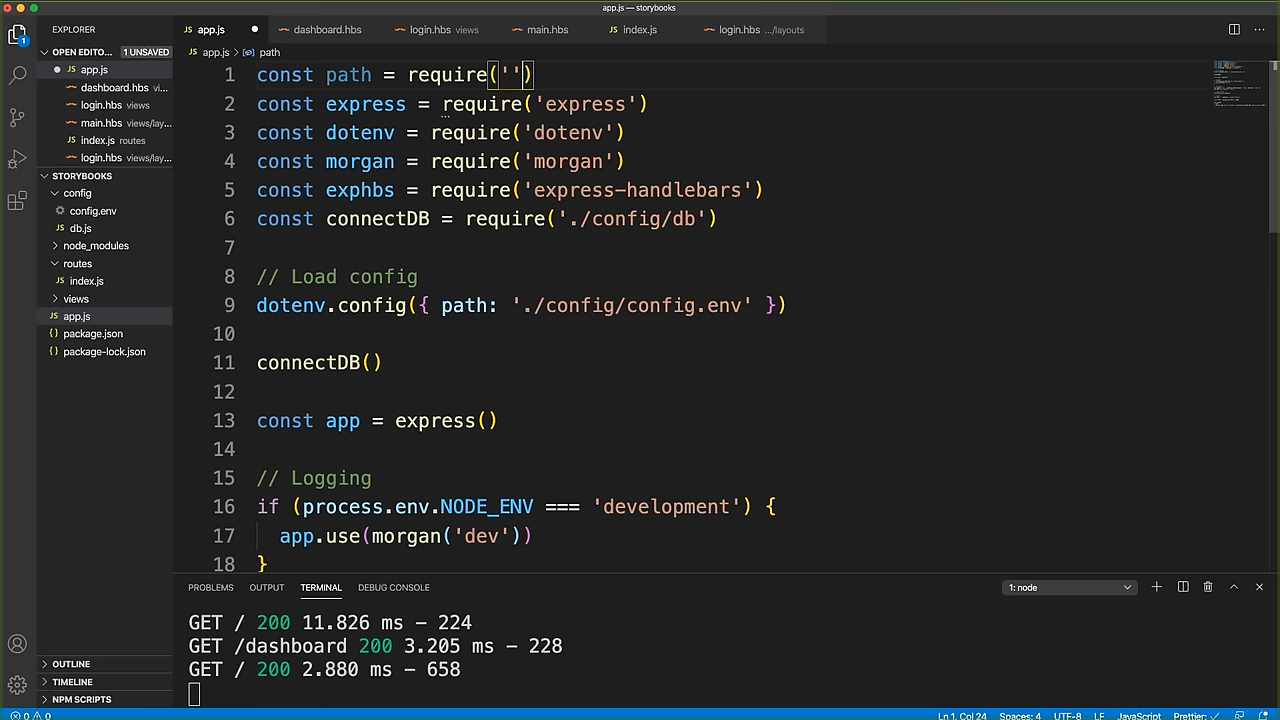 app.js — storybooks
EXPLORER
app.js
dashboard.hbs
login.hbs views
main.hbs
index.js
login.hbs .../layouts
OPEN EDITO... 1 UNSAVED
app.js
dashboard.hbs vi...
login.hbs views
main.hbs views/lay...
index.js routes
login.hbs views/lay...
STORYBOOKS
config
config.env
db.js
node_modules
routes
index.js
views
app.js
package.json
package-lock.json
OUTLINE
TIMELINE
NPM SCRIPTS
app.js > path
1 const path = require('')
2 const express = require('express')
3 const dotenv = require('dotenv')
4 const morgan = require('morgan')
5 const exphbs = require('express-handlebars')
6 const connectDB = require('./config/db')
7
8 // Load config
9 dotenv.config({ path: './config/config.env' })
10
11 connectDB()
12
13 const app = express()
14
15 // Logging
16 if (process.env.NODE_ENV === 'development') {
17 app.use(morgan('dev'))
18 }
PROBLEMS OUTPUT TERMINAL DEBUG CONSOLE
1: node
GET / 200 11.826 ms - 224
GET /dashboard 200 3.205 ms - 228
GET / 200 2.880 ms - 658
0 0
Ln 1, Col 24 Spaces: 4 UTF-8 LF JavaScript Prettier: ✓